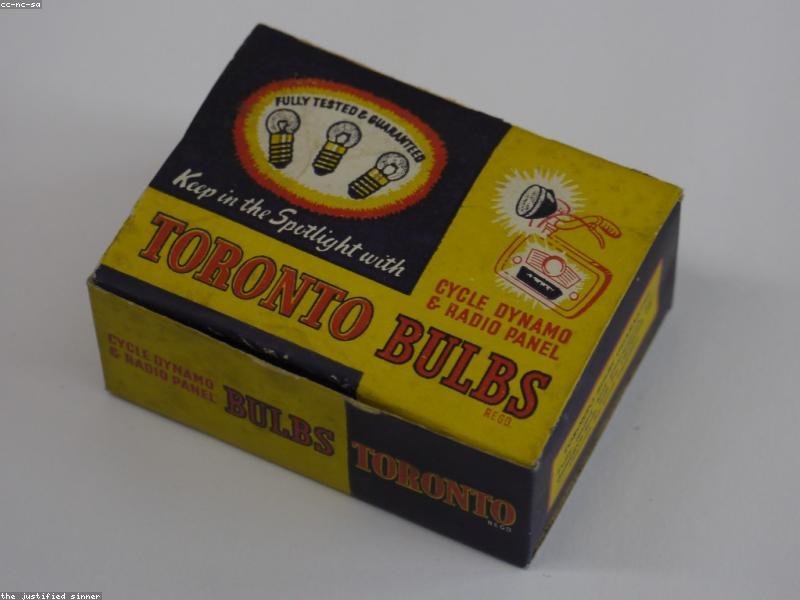 cc-nc-sa
FULLY TESTED & GUARANTEED
Keep in the Spotlight with
TORONTO BULBS
REGD.
CYCLE DYNAMO
& RADIO PANEL
CYCLE DYNAMO
& RADIO PANEL
BULBS
TORONTO
REGD
the justified sinner